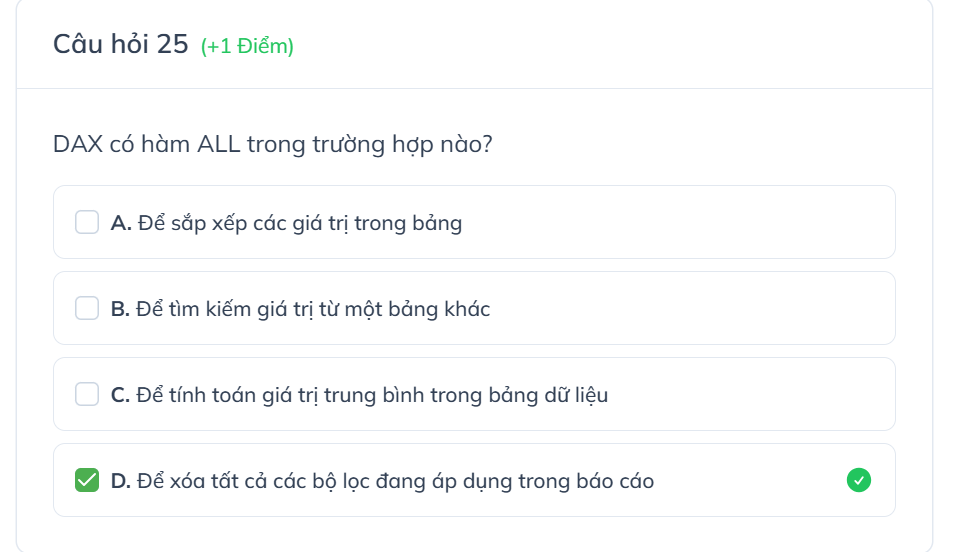 Câu hỏi 25 (+1 Điểm)
DAX có hàm ALL trong trường hợp nào?
A. Để sắp xếp các giá trị trong bảng
B. Để tìm kiếm giá trị từ một bảng khác
C. Để tính toán giá trị trung bình trong bảng dữ liệu
D. Để xóa tất cả các bộ lọc đang áp dụng trong báo cáo